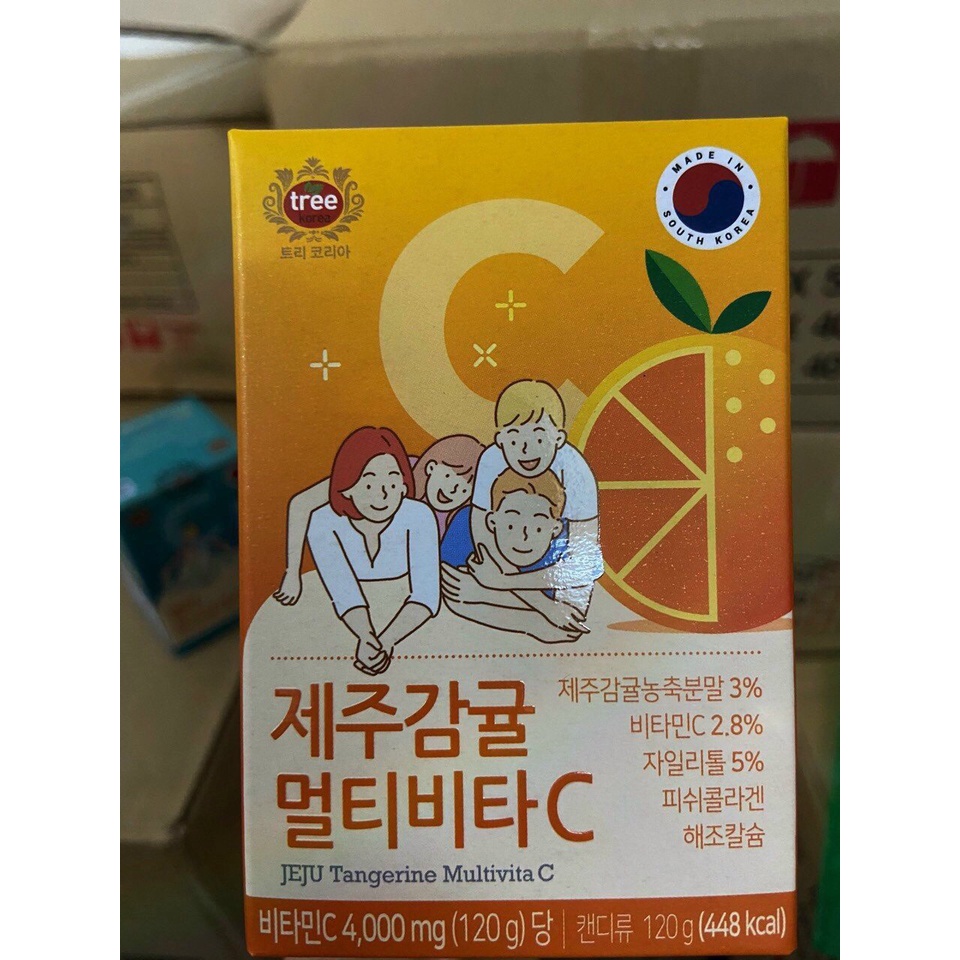 tree
korea
트리 코리아
MADE IN
SOUTH KOREA
C
제주감귤
멀티비타C
JEJU Tangerine Multivita C
제주감귤농축분말 3%
비타민C 2.8%
자일리톨 5%
피쉬콜라겐
해조칼슘
비타민C 4,000 mg (120 g) 당 | 캔디류 120 g (448 kcal)